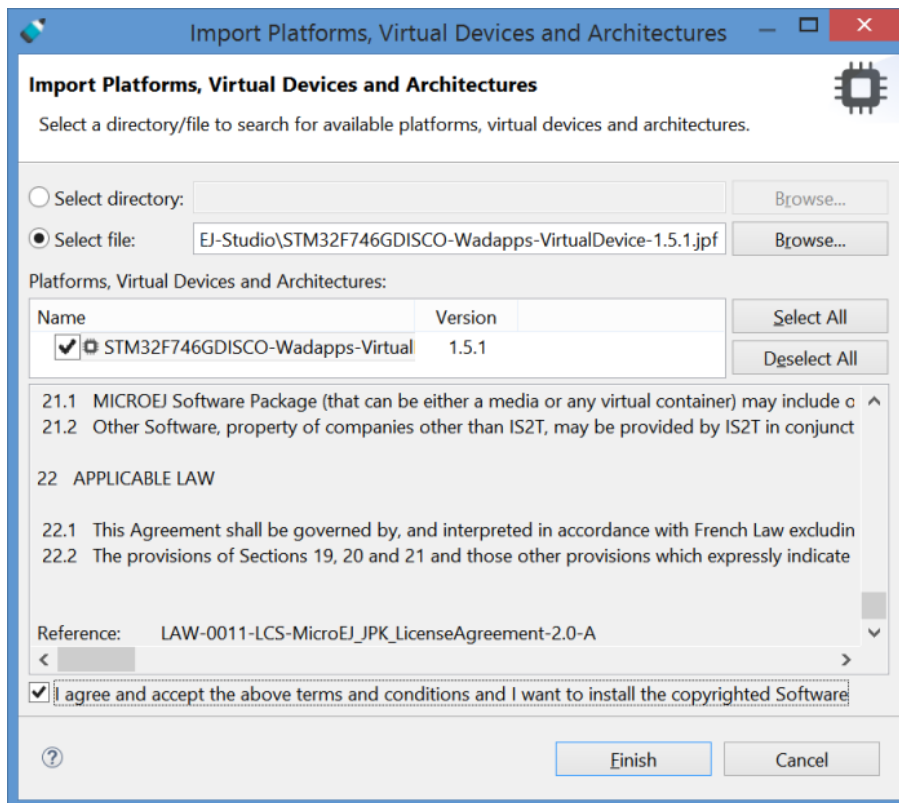 Import Platforms, Virtual Devices and Architectures
Import Platforms, Virtual Devices and Architectures
Select a directory/file to search for available platforms, virtual devices and architectures.
Select directory:
Browse...
Select file:
EJ-Studio\STM32F746GDISCO-Wadapps-VirtualDevice-1.5.1.jpf
Browse...
Platforms, Virtual Devices and Architectures:
Name Version
Select All
STM32F746GDISCO-Wadapps-Virtual 1.5.1
Deselect All
21.1 MICROEJ Software Package (that can be either a media or any virtual container) may include o
21.2 Other Software, property of companies other than IS2T, may be provided by IS2T in conjunct
22 APPLICABLE LAW
22.1 This Agreement shall be governed by, and interpreted in accordance with French Law excludin
22.2 The provisions of Sections 19, 20 and 21 and those other provisions which expressly indicate
Reference: LAW-0011-LCS-MicroEJ_JPK_LicenseAgreement-2.0-A
I agree and accept the above terms and conditions and I want to install the copyrighted Software
?
Finish
Cancel